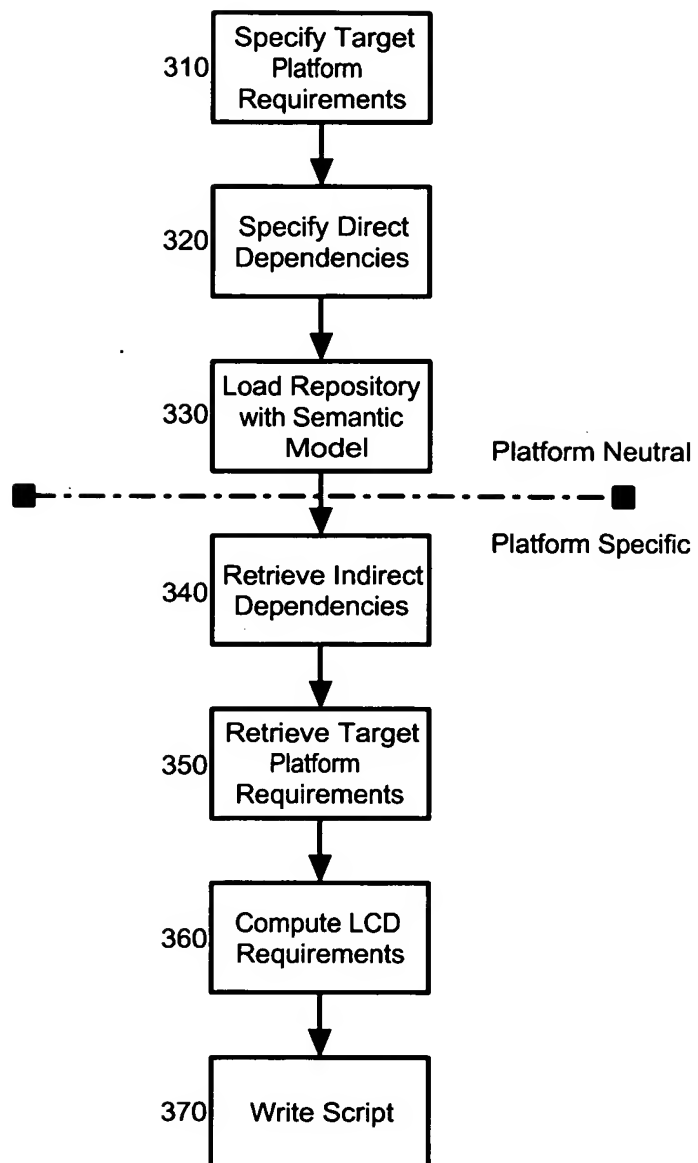 310
Specify Target
Platform
Requirements
320
Specify Direct
Dependencies
330
Load Repository
with Semantic
Model
Platform Neutral
Platform Specific
340
Retrieve Indirect
Dependencies
350
Retrieve Target
Platform
Requirements
360
Compute LCD
Requirements
370
Write Script